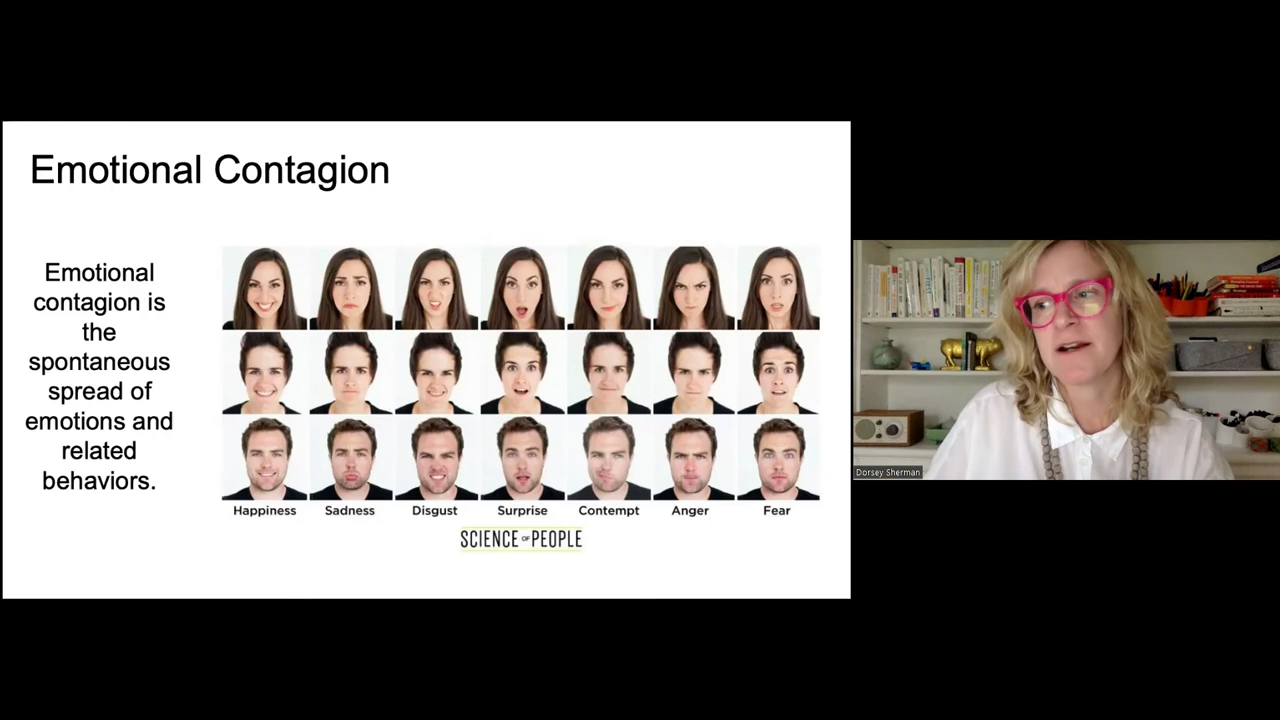 Emotional Contagion
Emotional
contagion is
the
spontaneous
spread of
emotions and
related
behaviors.
Happiness Sadness Disgust Surprise Contempt Anger Fear
SCIENCE OF PEOPLE
Dorsey Sherman